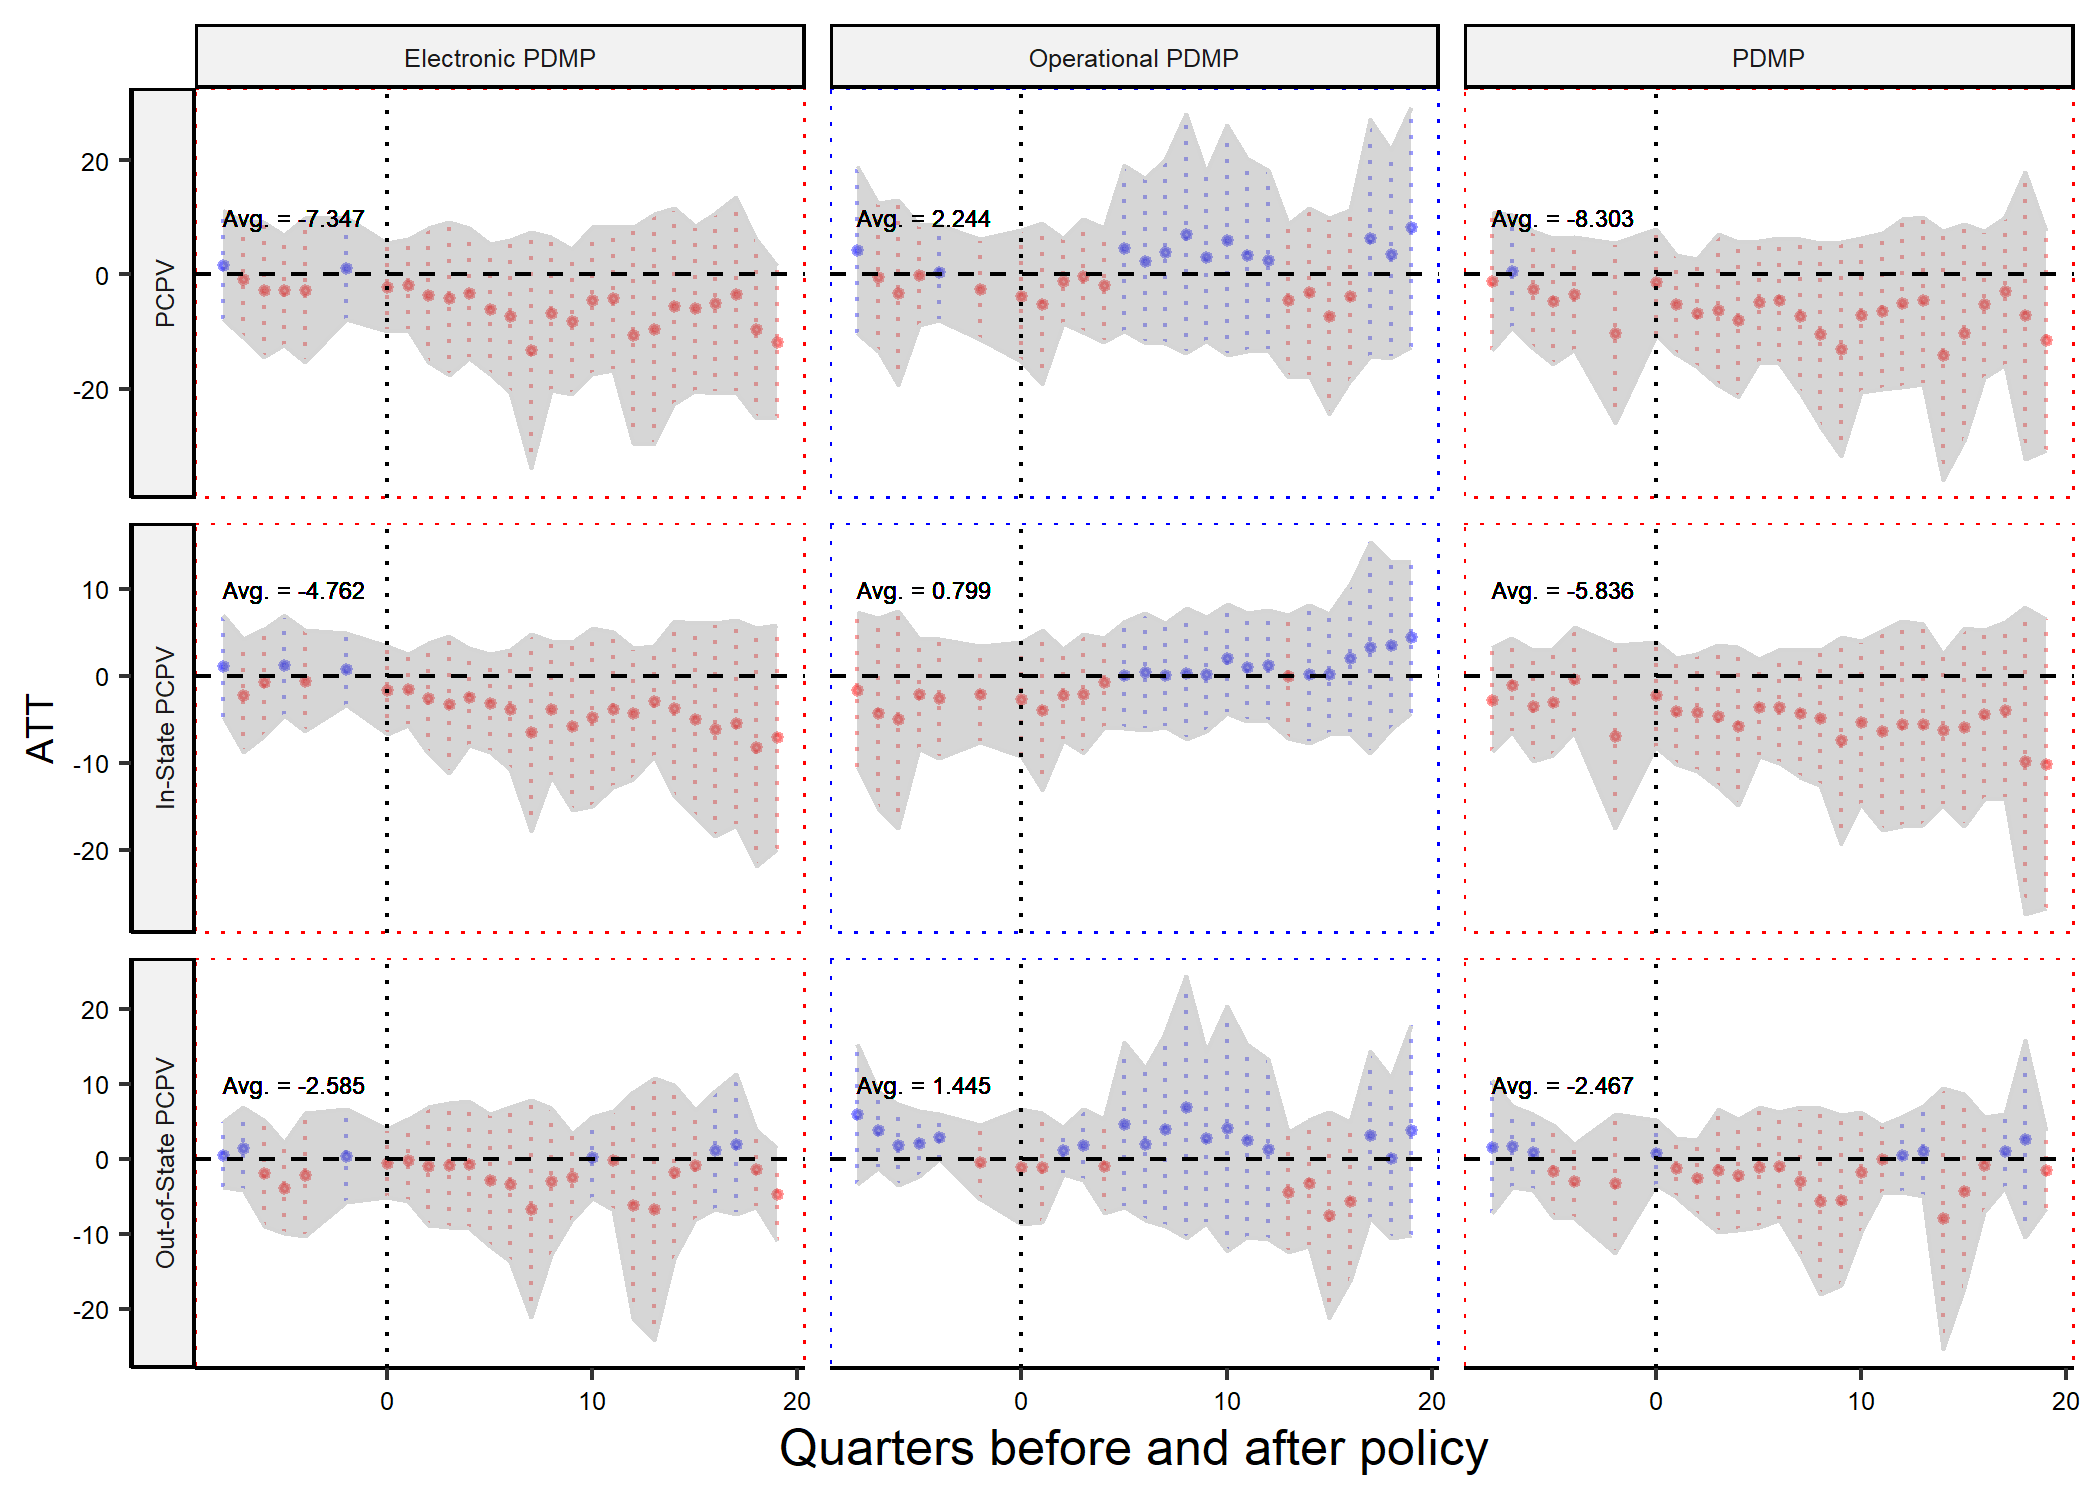 Electronic PDMP
Operational PDMP
PDMP
PCPV
20
0
-20
Avg. = -7.347
Avg. = 2.244
Avg. = -8.303
ATT
In-State PCPV
10
0
-10
-20
Avg. = -4.762
Avg. = 0.799
Avg. = -5.836
Out-of-State PCPV
20
10
0
-10
-20
Avg. = -2.585
Avg. = 1.445
Avg. = -2.467
0 10 20
0 10 20
0 10 20
Quarters before and after policy